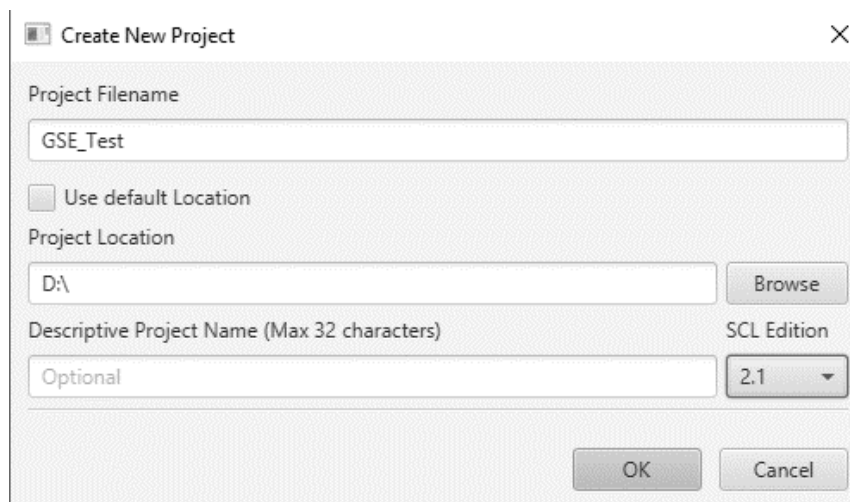 Create New Project
Project Filename
GSE_Test
Use default Location
Project Location
D:\
Browse
Descriptive Project Name (Max 32 characters)
SCL Edition
Optional
2.1
OK
Cancel